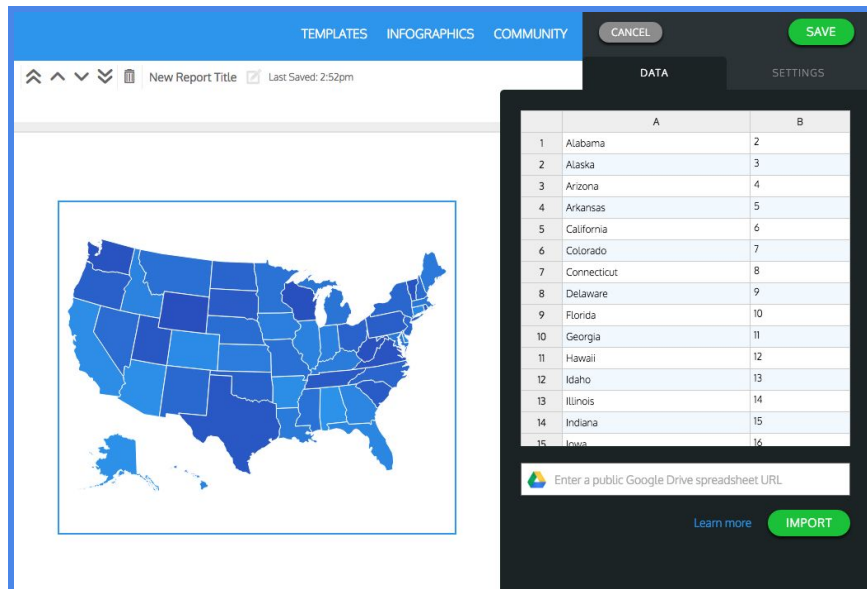 TEMPLATES INFOGRAPHICS COMMUNITY CANCEL SAVE
New Report Title Last Saved: 2:52pm
DATA SETTINGS
A B
1 Alabama 2
2 Alaska 3
3 Arizona 4
4 Arkansas 5
5 California 6
6 Colorado 7
7 Connecticut 8
8 Delaware 9
9 Florida 10
10 Georgia 11
11 Hawaii 12
12 Idaho 13
13 Illinois 14
14 Indiana 15
15 Iowa 16
Enter a public Google Drive spreadsheet URL
Learn more IMPORT